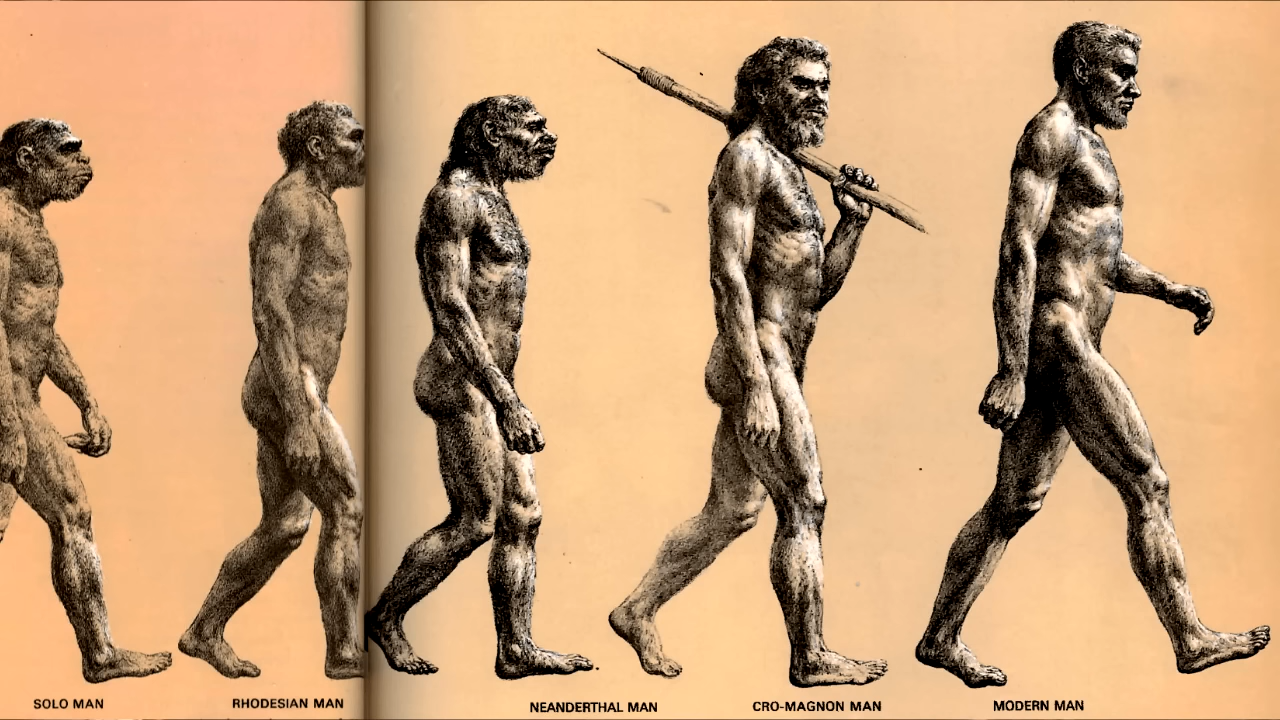 SOLO MAN
RHODESIAN MAN
NEANDERTHAL MAN
CRO-MAGNON MAN
MODERN MAN